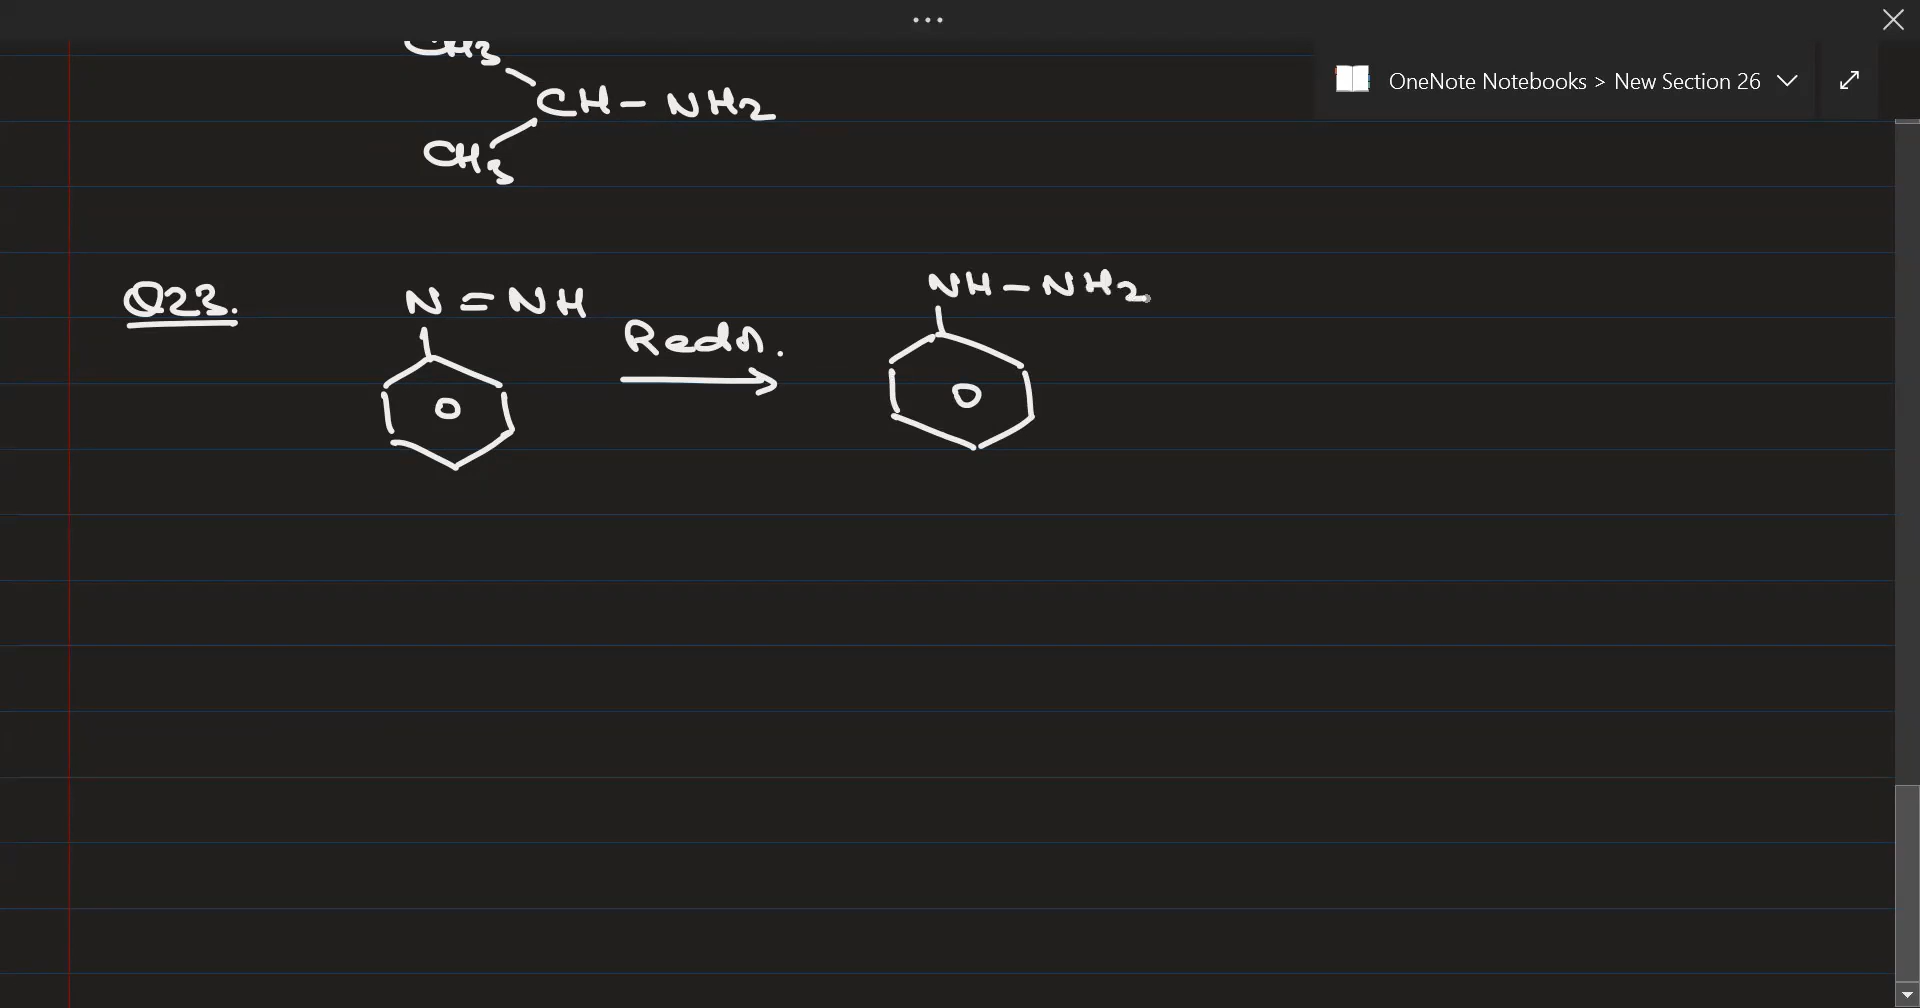 ...
OneNote Notebooks > New Section 26
CH3
CH - NH2
CH3
Q23.
N = NH
Redn.
NH - NH2